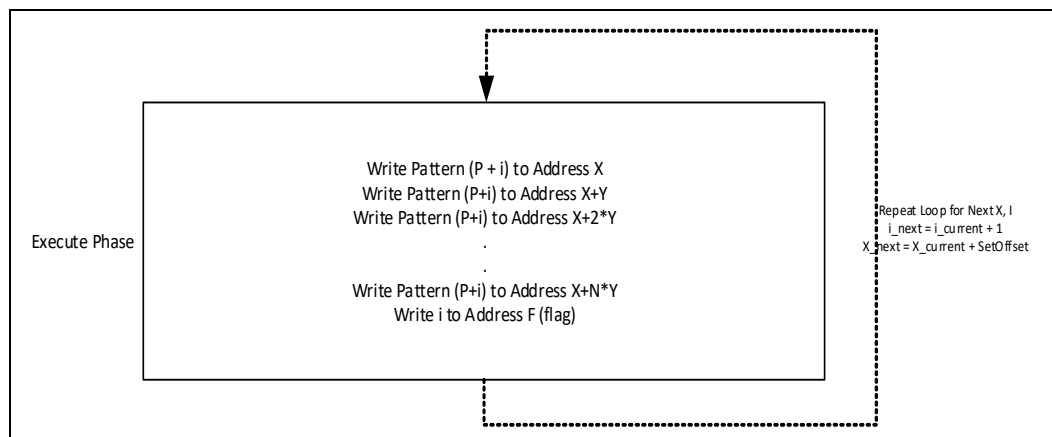 Write Pattern (P + i) to Address X
Write Pattern (P+i) to Address X+Y
Write Pattern (P+i) to Address X+2*Y
.
.
Write Pattern (P+i) to Address X+N*Y
Write i to Address F (flag)
Execute Phase
Repeat Loop for Next X, I
i_next = i_current + 1
X_next = X_current + SetOffset